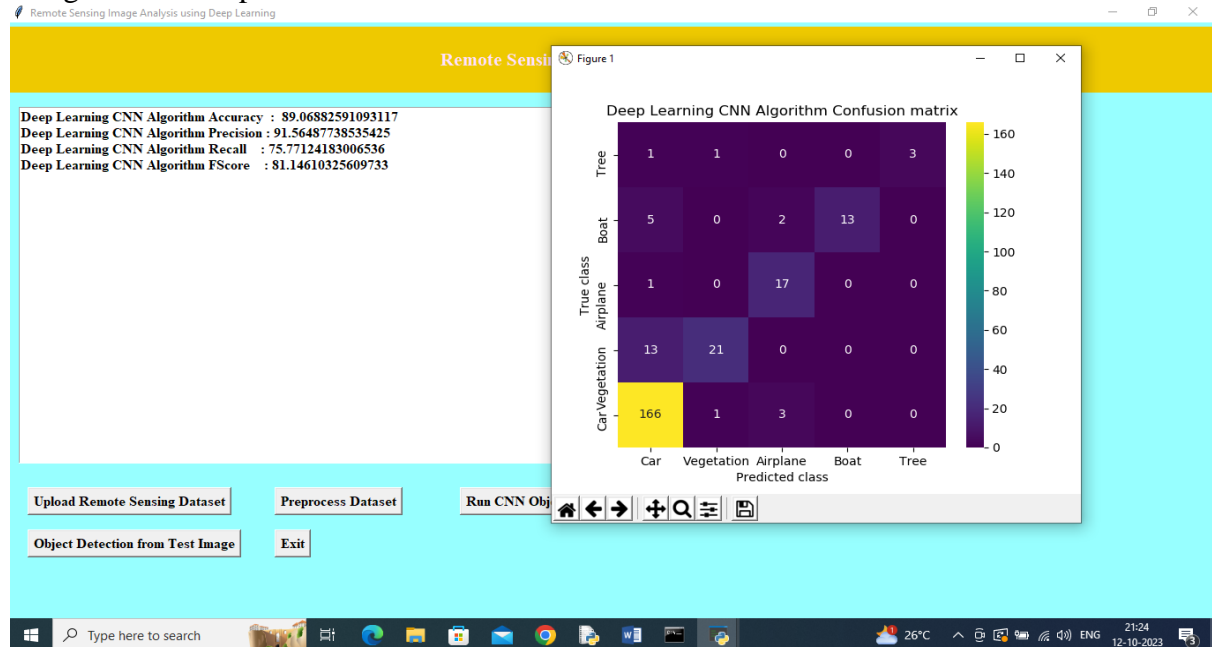 Remote Sensing Image Analysis using Deep Learning
Remote Sensi
Deep Learning CNN Algorithm Accuracy : 89.06882591093117
Deep Learning CNN Algorithm Precision : 91.56487738535425
Deep Learning CNN Algorithm Recall : 75.77124183006536
Deep Learning CNN Algorithm FScore : 81.14610325609733
Figure 1
Deep Learning CNN Algorithm Confusion matrix
True class
Tree 1 1 0 0 3
Boat 5 0 2 13 0
Airplane 1 0 17 0 0
Vegetation 13 21 0 0 0
Car 166 1 3 0 0
Car Vegetation Airplane Boat Tree
Predicted class
160
140
120
100
80
60
40
20
0
Upload Remote Sensing Dataset
Preprocess Dataset
Run CNN Obj
Object Detection from Test Image
Exit
Type here to search
26°C
ENG
21:24
12-10-2023
3